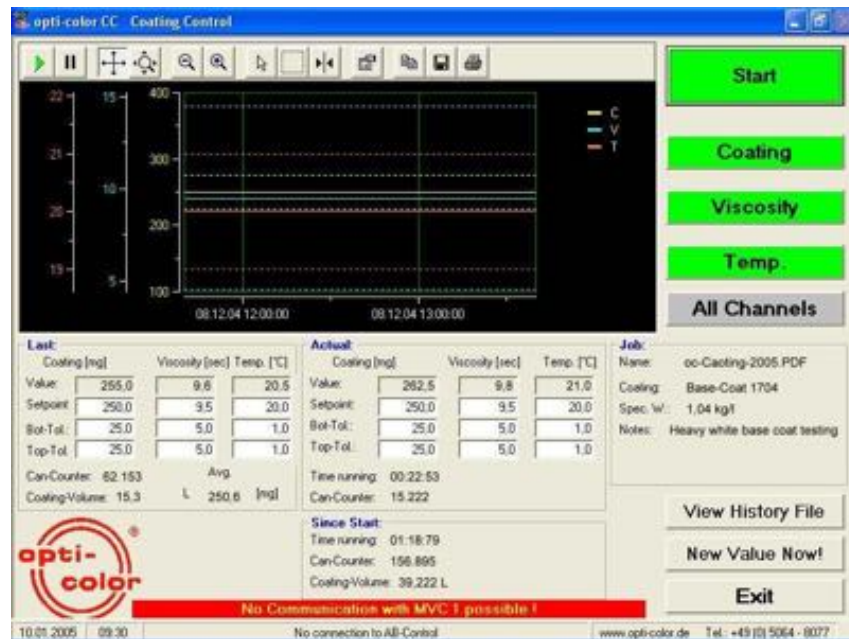 opti-color CC Coating Control
Start
Coating
Viscosity
Temp.
All Channels
22 15 400
21 300
10
20 200
19 5
100
C
V
T
08.12.04 12:00:00 08.12.04 13:00:00
Last:
Coating [mg] Viscosity [sec] Temp. [°C]
Value: 255,0 9,6 20,5
Setpoint: 250,0 9,5 20,0
Bot-Tol.: 25,0 5,0 1,0
Top-Tol.: 25,0 5,0 1,0
Can-Counter: 62.153 Avg.
Coating-Volume: 15,3 L 250,6 [mg]
Actual:
Coating [mg] Viscosity [sec] Temp. [°C]
Value: 262,5 9,8 21,0
Setpoint: 250,0 9,5 20,0
Bot-Tol.: 25,0 5,0 1,0
Top-Tol.: 25,0 5,0 1,0
Time running: 00:22:53
Can-Counter: 15.222
Since Start:
Time running: 01:18:79
Can-Counter: 156.895
Coating-Volume: 39,222 L
Job:
Name: oc-Caoting-2005.PDF
Coating: Base-Coat 1704
Spec. W.: 1,04 kg/l
Notes: Heavy white base coat testing
View History File
New Value Now!
Exit
opti-
color
®
No Communication with MVC 1 possible !
10.01.2005 09:30 No connection to AB-Control www.opti-color.de Tel.: +49 (0) 5064 - 8077